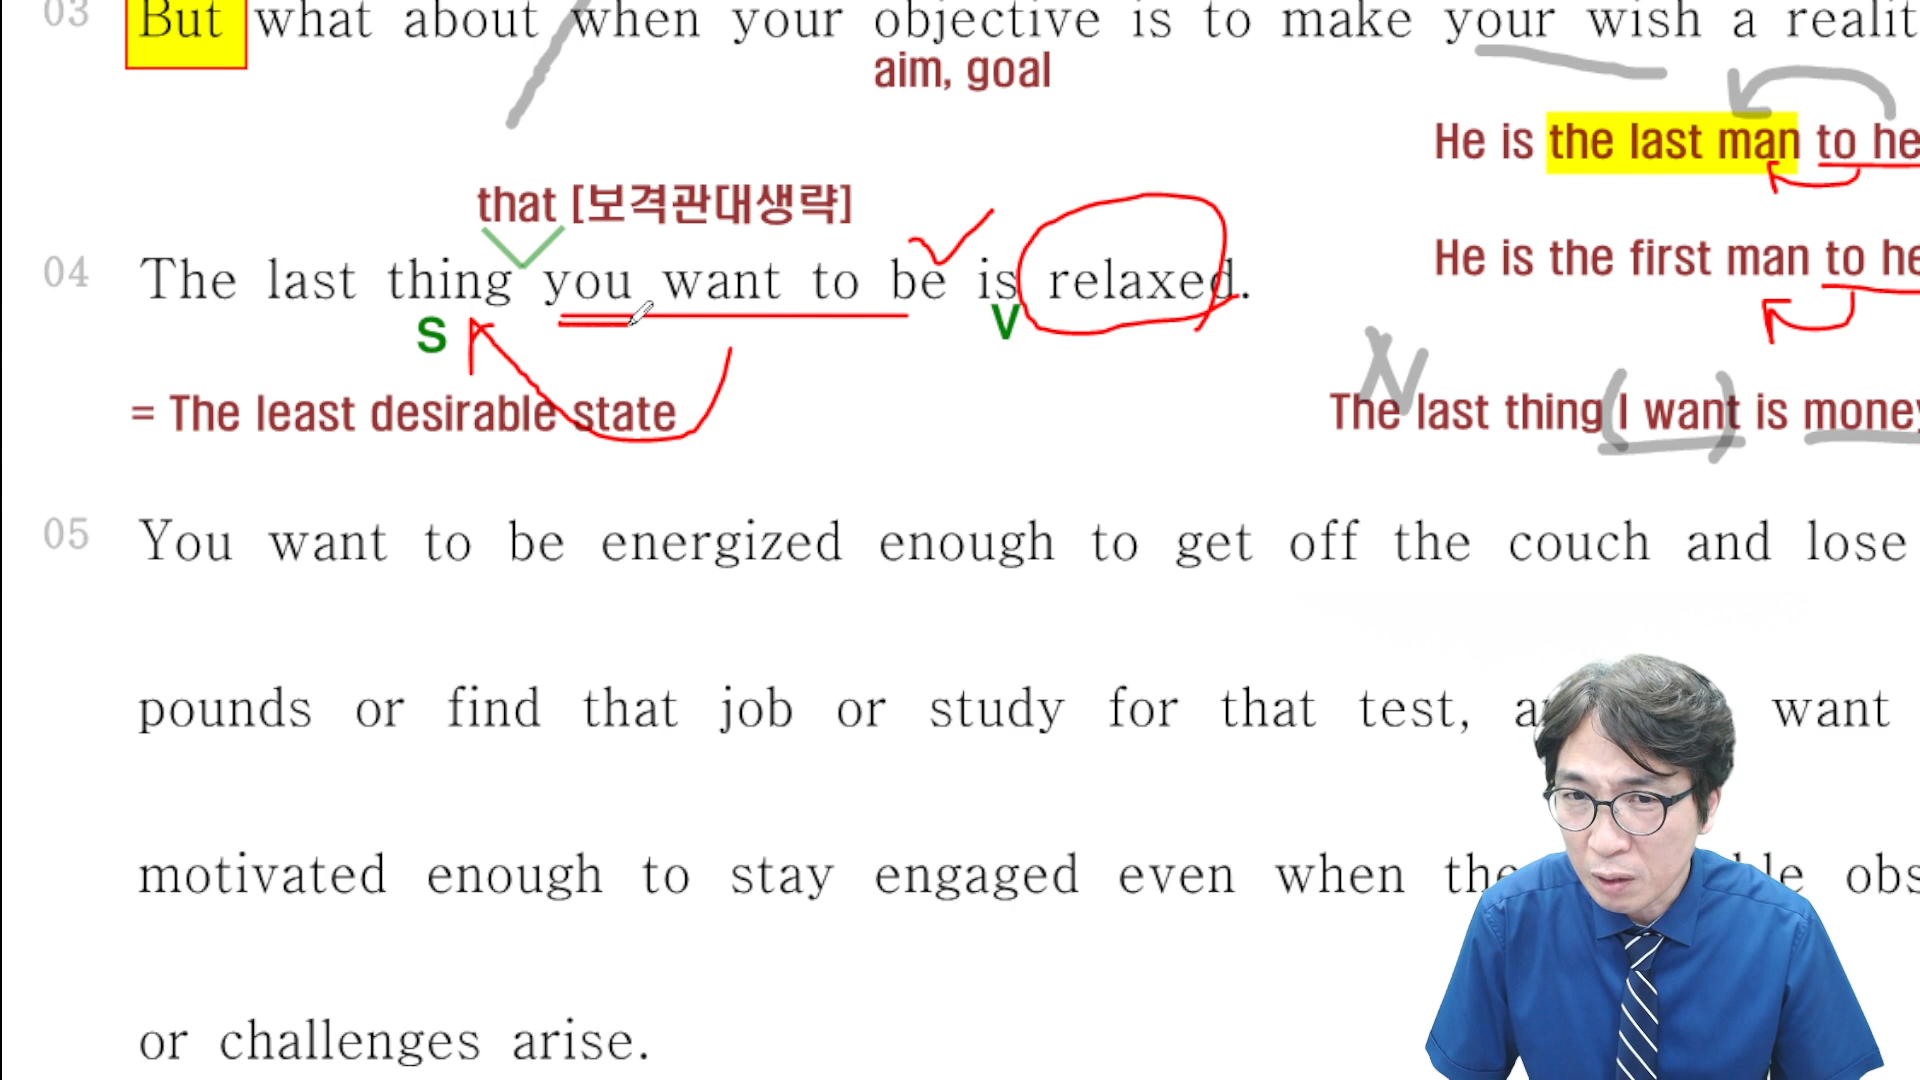 03 But what about when your objective is to make your wish a realit
aim, goal
He is the last man to he
that [보격관대생략]
He is the first man to he
04 The last thing you want to be is relaxed.
S V
= The least desirable state
N
The last thing (I want) is money
05 You want to be energized enough to get off the couch and lose
pounds or find that job or study for that test, want
motivated enough to stay engaged even when obs
or challenges arise.